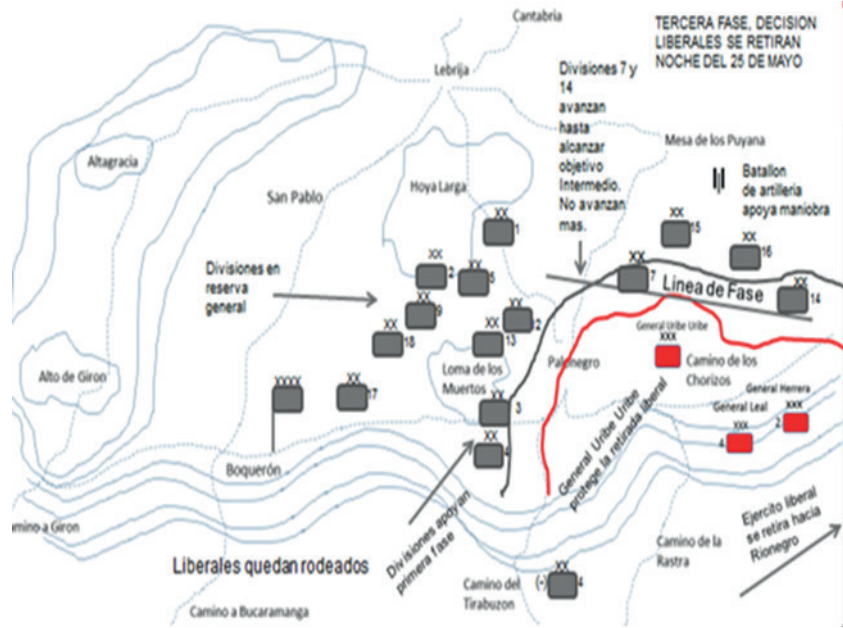 Cantabria
TERCERA FASE, DECISION
LIBERALES SE RETIRAN
NOCHE DEL 25 DE MAYO
Lebrija
Divisiones 7 y
14
avanzan
hasta
alcanzar
objetivo
Intermedio.
No avanzan
mas.
Mesa de los Puyana
Altagracia
San Pablo
Hoya Larga
Batallon
de artilleria
apoya maniobra
XX
1
XX
15
XX
16
Divisiones en
reserva
general
XX
2
XX
5
XX
7
Linea de Fase
XX
14
XX
9
XX
12
XX
18
XX
13
General Uribe Uribe
XXX
Palonegro
Camino de los
Chorizos
Alto de Giron
Loma de los
Muertos
XXXX
XX
17
XX
3
General Herrera
XXX
2
General Leal
XXX
4
XX
4
Boquerón
General Uribe Uribe
protege la retirada liberal
amino a Giron
Divisiones apoyan
primera fase
Ejercito liberal
se retira hacia
Rionegro
Liberales quedan rodeados
Camino de la
Rastra
XX
(-)
4
Camino del
Tirabuzon
Camino a Bucaramanga